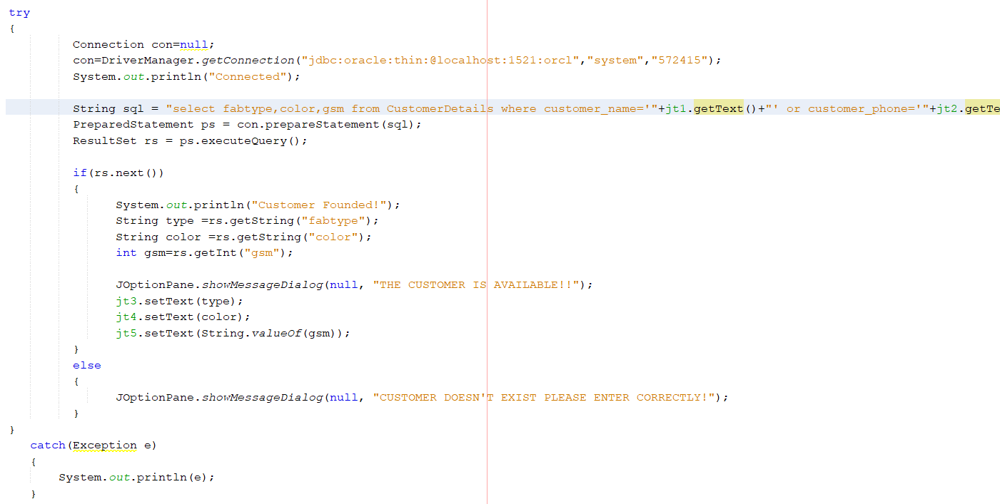 try
{
Connection con=null;
con=DriverManager.getConnection("jdbc:oracle:thin:@localhost:1521:orcl","system","572415");
System.out.println("Connected");
String sql = "select fabtype,color,gsm from CustomerDetails where customer_name='"+jt1.getText()+"' or customer_phone='"+jt2.getTe
PreparedStatement ps = con.prepareStatement(sql);
ResultSet rs = ps.executeQuery();
if(rs.next())
{
System.out.println("Customer Founded!");
String type =rs.getString("fabtype");
String color =rs.getString("color");
int gsm=rs.getInt("gsm");
JOptionPane.showMessageDialog(null, "THE CUSTOMER IS AVAILABLE!!");
jt3.setText(type);
jt4.setText(color);
jt5.setText(String.valueOf(gsm));
}
else
{
JOptionPane.showMessageDialog(null, "CUSTOMER DOESN'T EXIST PLEASE ENTER CORRECTLY!");
}
}
catch(Exception e)
{
System.out.println(e);
}